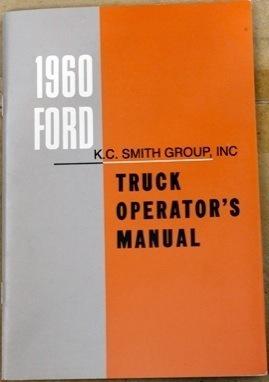 1960
FORD
K.C. SMITH GROUP, INC
TRUCK
OPERATOR'S
MANUAL